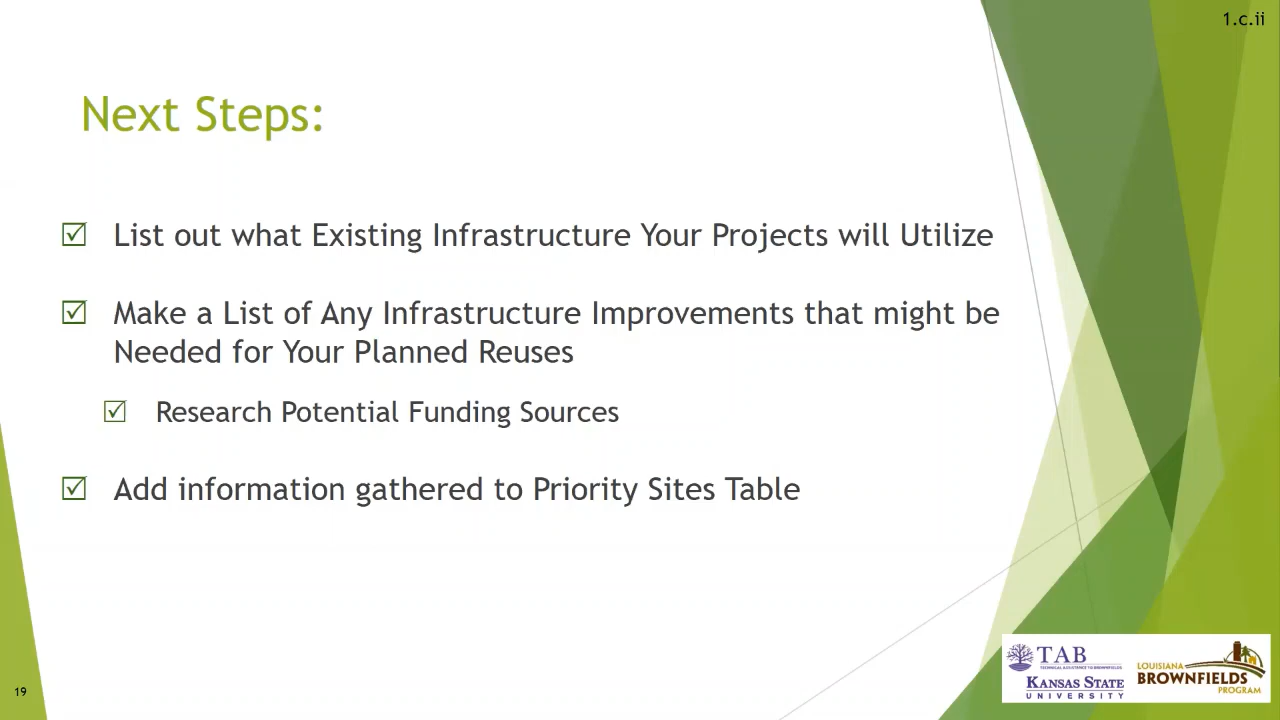 1.c.ii
Next Steps:
☑ List out what Existing Infrastructure Your Projects will Utilize
☑ Make a List of Any Infrastructure Improvements that might be
Needed for Your Planned Reuses
☑ Research Potential Funding Sources
☑ Add information gathered to Priority Sites Table
19
TAB
TECHNICAL ASSISTANCE TO BROWNFIELDS
KANSAS STATE
UNIVERSITY
LOUISIANA
BROWNFIELDS
PROGRAM